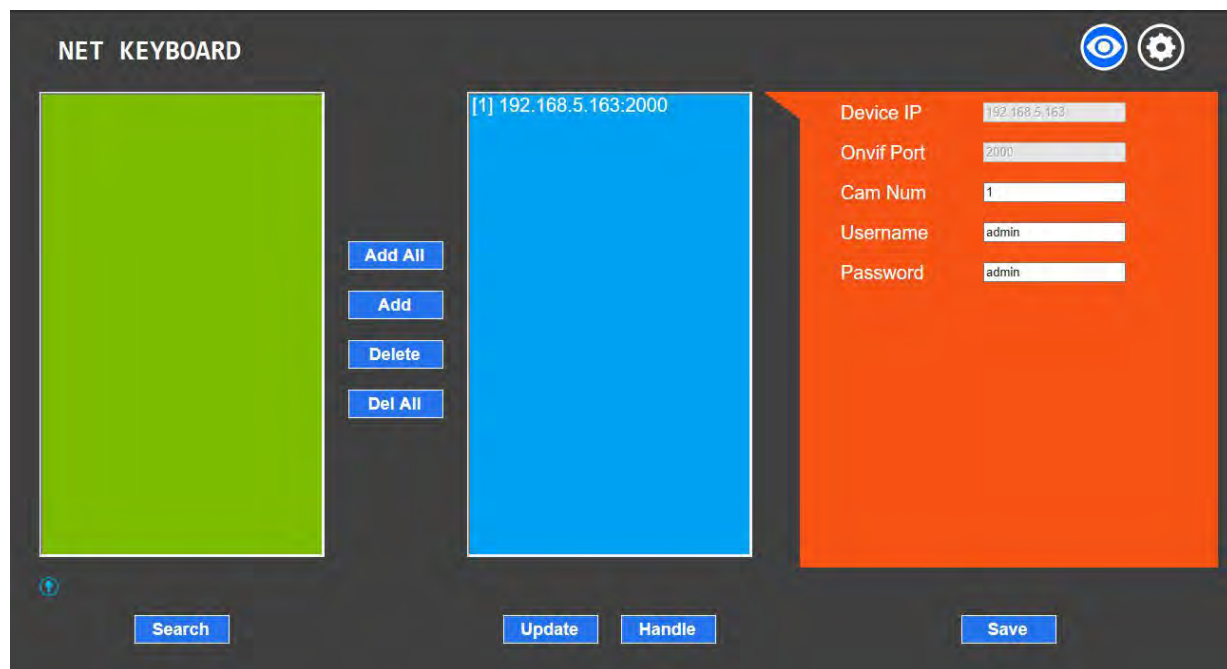 NET KEYBOARD
[1] 192.168.5.163:2000
Device IP 192.168.5.163
Onvif Port 2000
Cam Num 1
Username admin
Password admin
Add All
Add
Delete
Del All
Search
Update
Handle
Save